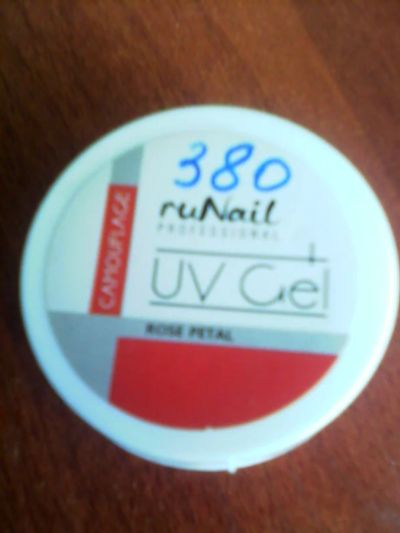 380
ruNail
PROFESSIONAL
CAMOUFLAGE
UV Gel
ROSE PETAL